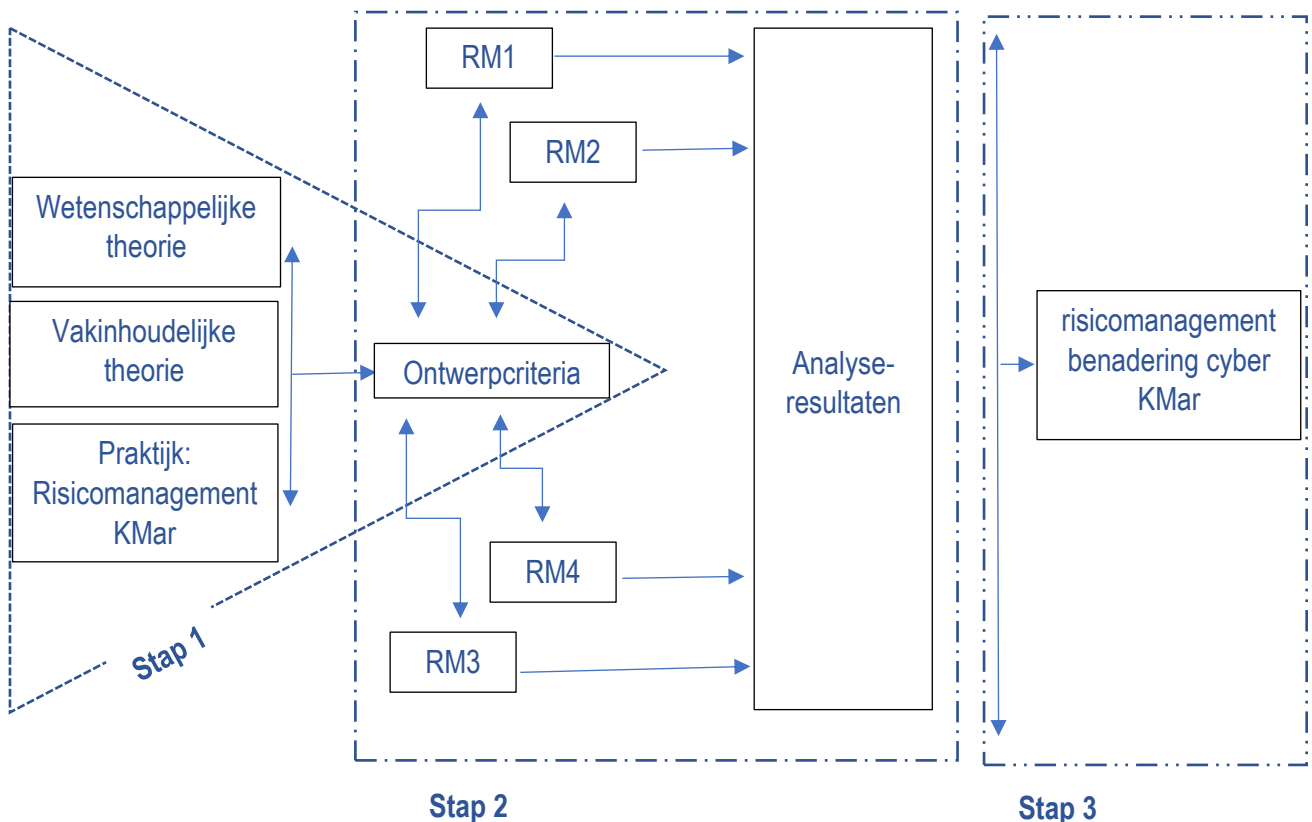 RM1
RM2
Wetenschappelijke
theorie
Vakinhoudelijke
theorie
Praktijk:
Risicomanagement
KMar
Ontwerpcriteria
Analyse-
resultaten
risicomanagement
benadering cyber
KMar
RM4
RM3
Stap 1
Stap 2
Stap 3